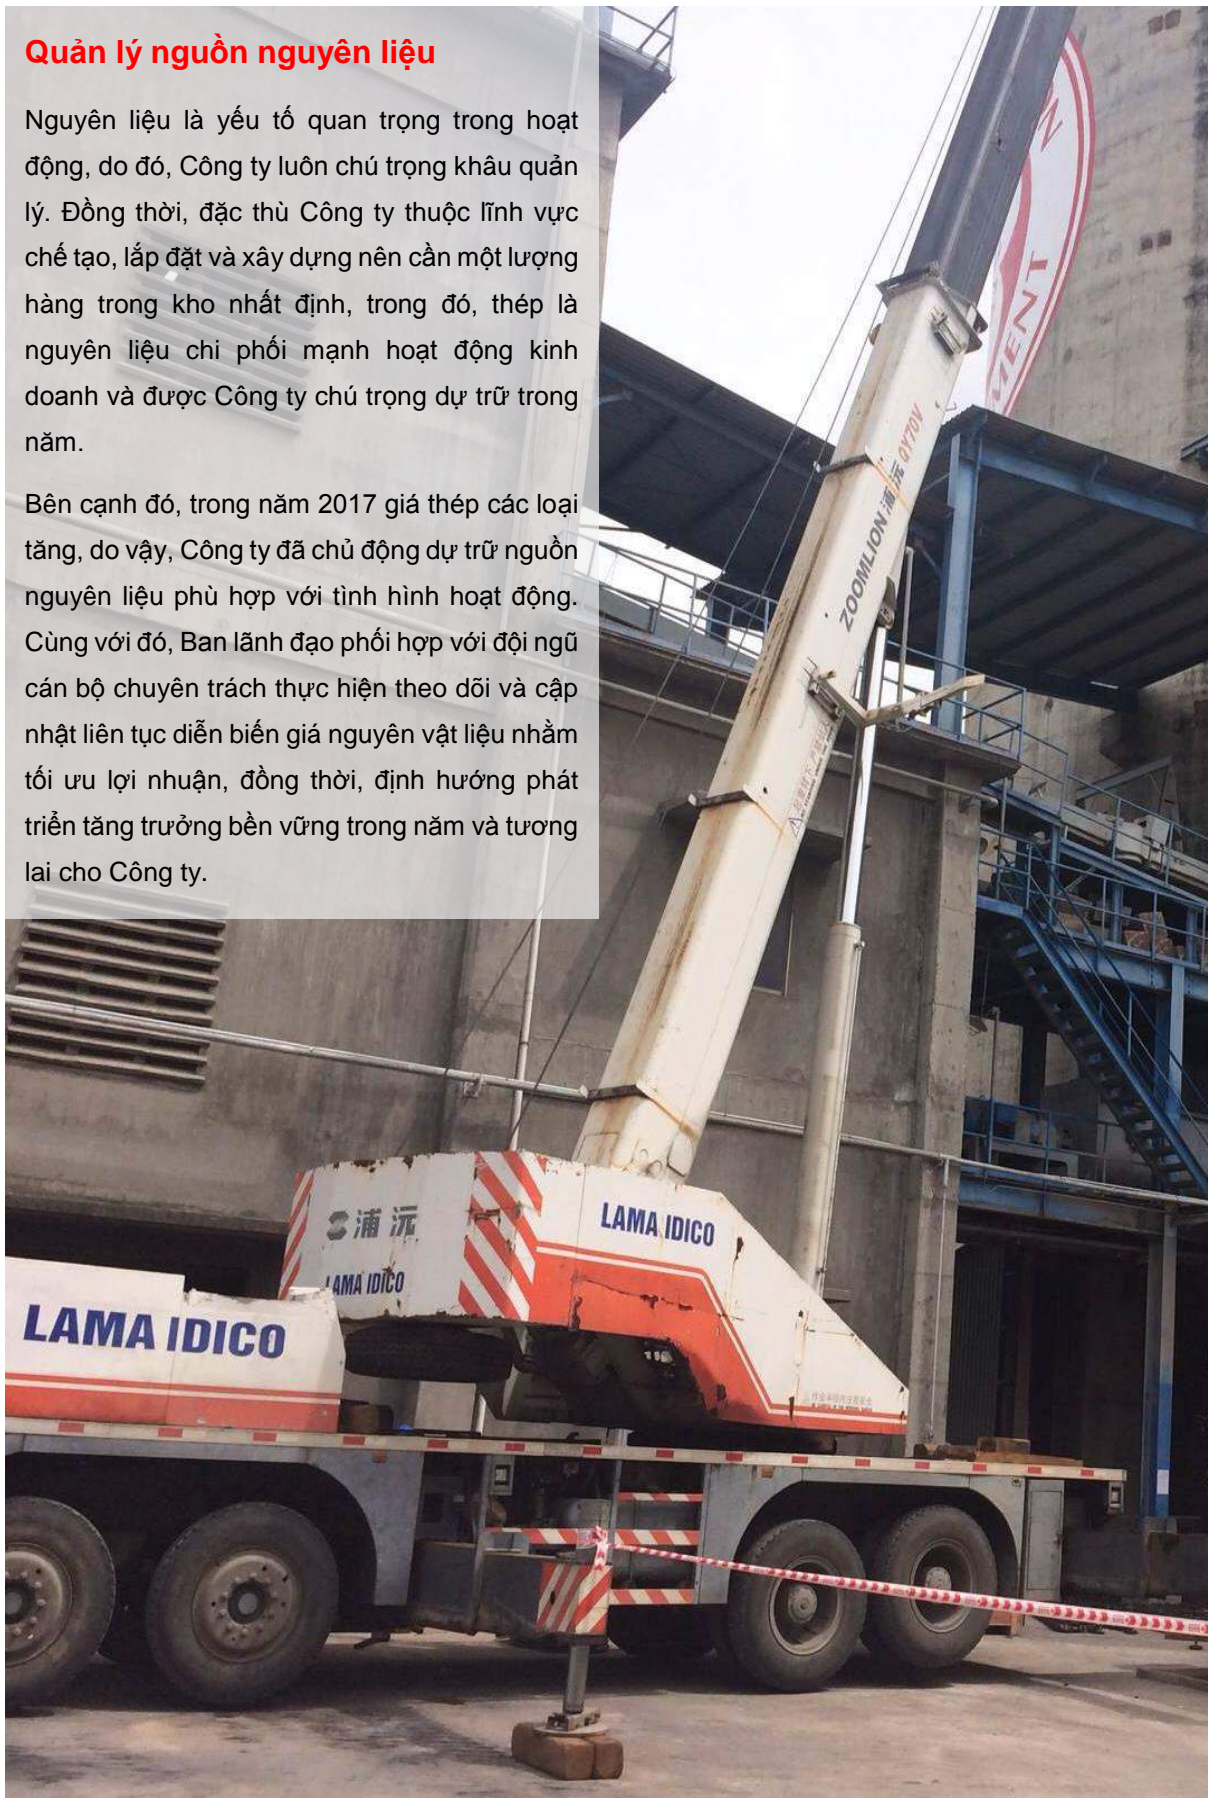 Quản lý nguồn nguyên liệu
Nguyên liệu là yếu tố quan trọng trong hoạt
động, do đó, Công ty luôn chú trọng khâu quản
lý. Đồng thời, đặc thù Công ty thuộc lĩnh vực
chế tạo, lắp đặt và xây dựng nên cần một lượng
hàng trong kho nhất định, trong đó, thép là
nguyên liệu chi phối mạnh hoạt động kinh
doanh và được Công ty chú trọng dự trữ trong
năm.
Bên cạnh đó, trong năm 2017 giá thép các loại
tăng, do vậy, Công ty đã chủ động dự trữ nguồn
nguyên liệu phù hợp với tình hình hoạt động.
Cùng với đó, Ban lãnh đạo phối hợp với đội ngũ
cán bộ chuyên trách thực hiện theo dõi và cập
nhật liên tục diễn biến giá nguyên vật liệu nhằm
tối ưu lợi nhuận, đồng thời, định hướng phát
triển tăng trưởng bền vững trong năm và tương
lai cho Công ty.
ZOOMLION 浦沅 QY70V
浦沅
LAMA IDICO
LAMA IDICO
LAMA IDICO